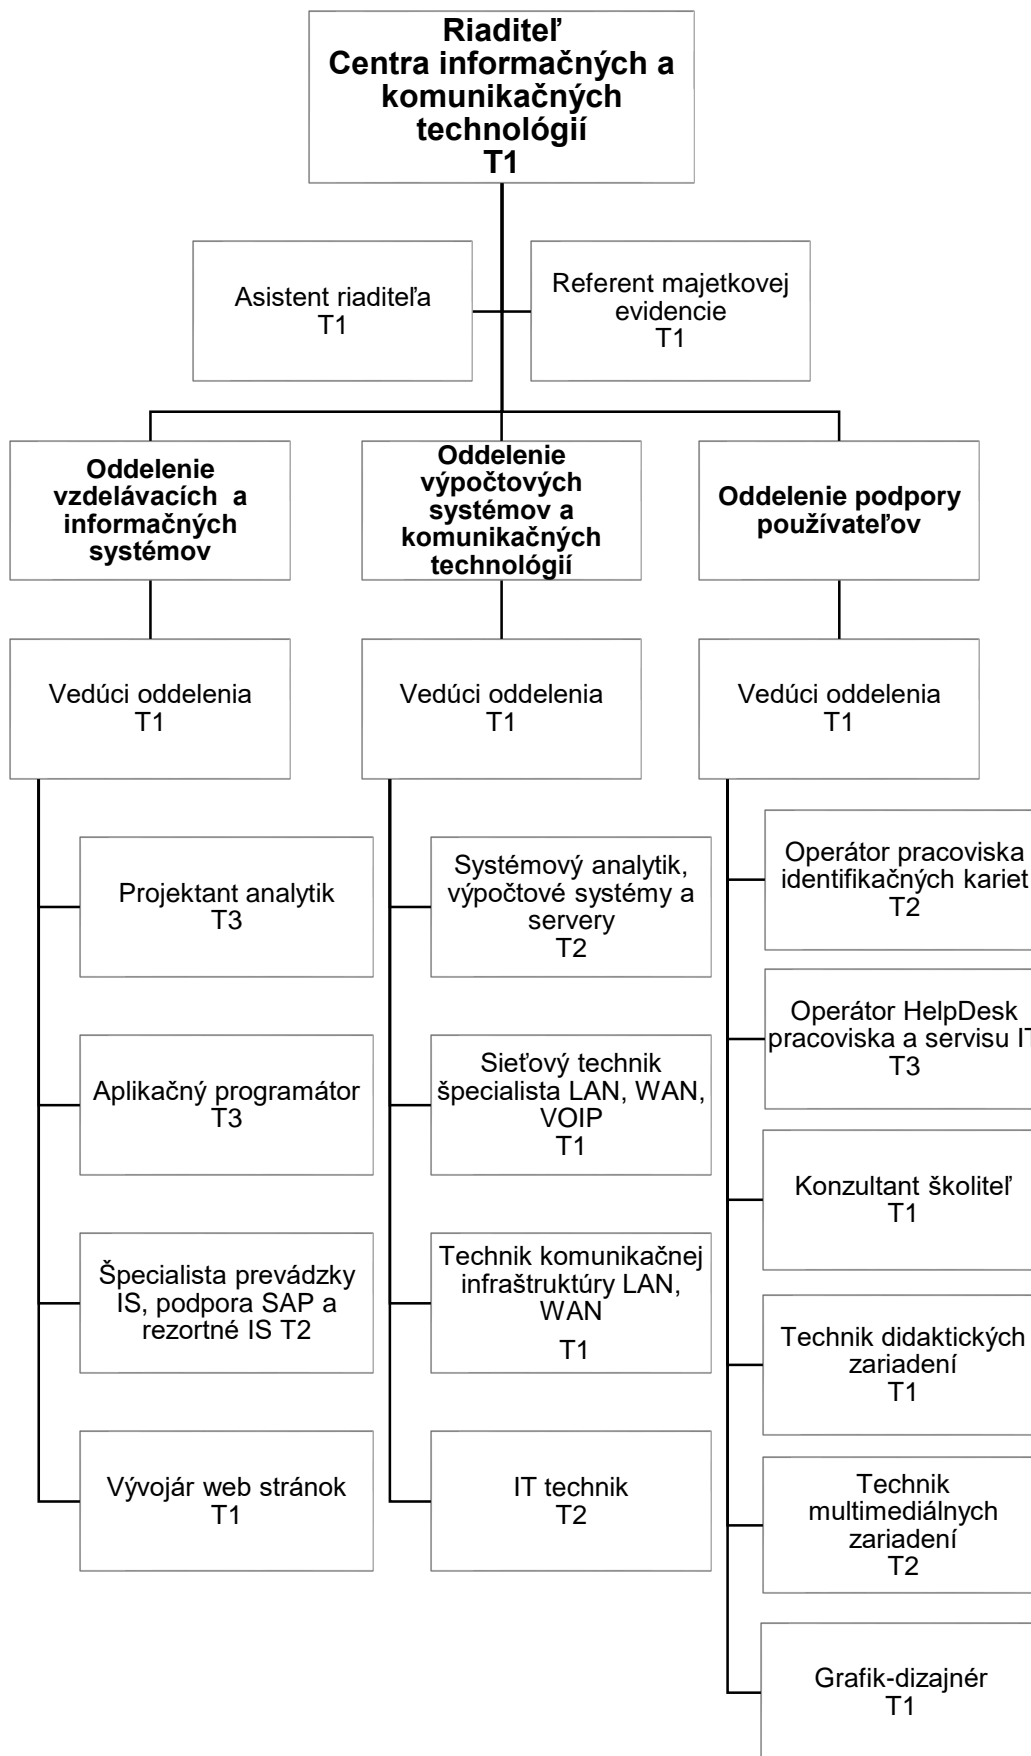 Riaditeľ
Centra informačných a
komunikačných
technológií
T1
Asistent riaditeľa
T1
Referent majetkovej
evidencie
T1
Oddelenie
vzdelávacích a
informačných
systémov
Oddelenie
výpočtových
systémov a
komunikačných
technológií
Oddelenie podpory
používateľov
Vedúci oddelenia
T1
Vedúci oddelenia
T1
Vedúci oddelenia
T1
Projektant analytik
T3
Aplikačný programátor
T3
Špecialista prevádzky
IS, podpora SAP a
rezortné IS T2
Vývojár web stránok
T1
Systémový analytik,
výpočtové systémy a
servery
T2
Sieťový technik
špecialista LAN, WAN,
VOIP
T1
Technik komunikačnej
infraštruktúry LAN,
WAN
T1
IT technik
T2
Operátor pracoviska
identifikačných kariet
T2
Operátor HelpDesk
pracoviska a servisu IT
T3
Konzultant školiteľ
T1
Technik didaktických
zariadení
T1
Technik
multimediálnych
zariadení
T2
Grafik-dizajnér
T1